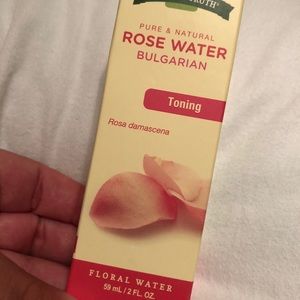 PURE & NATURAL
ROSE WATER
BULGARIAN
Toning
Rosa damascena
FLORAL WATER
59 mL / 2 FL. OZ.